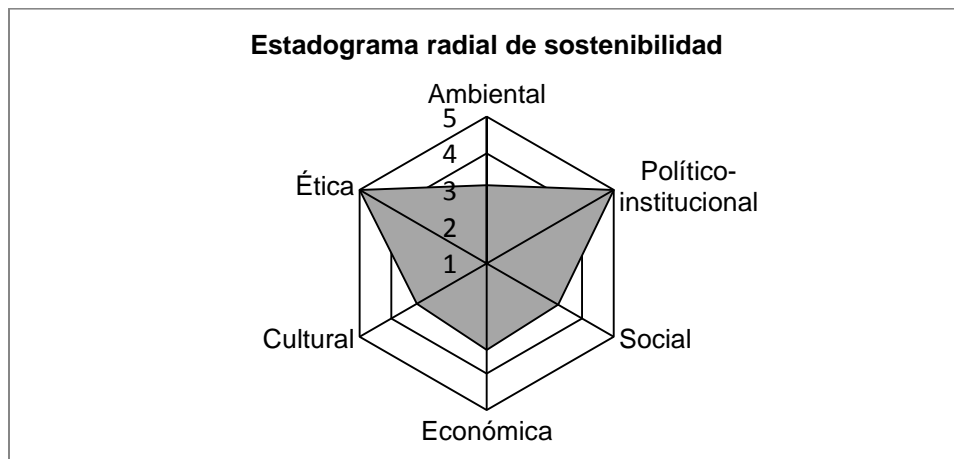 Estadograma radial de sostenibilidad
Ambiental
5
4
3
2
1
Político-
institucional
Social
Económica
Cultural
Ética